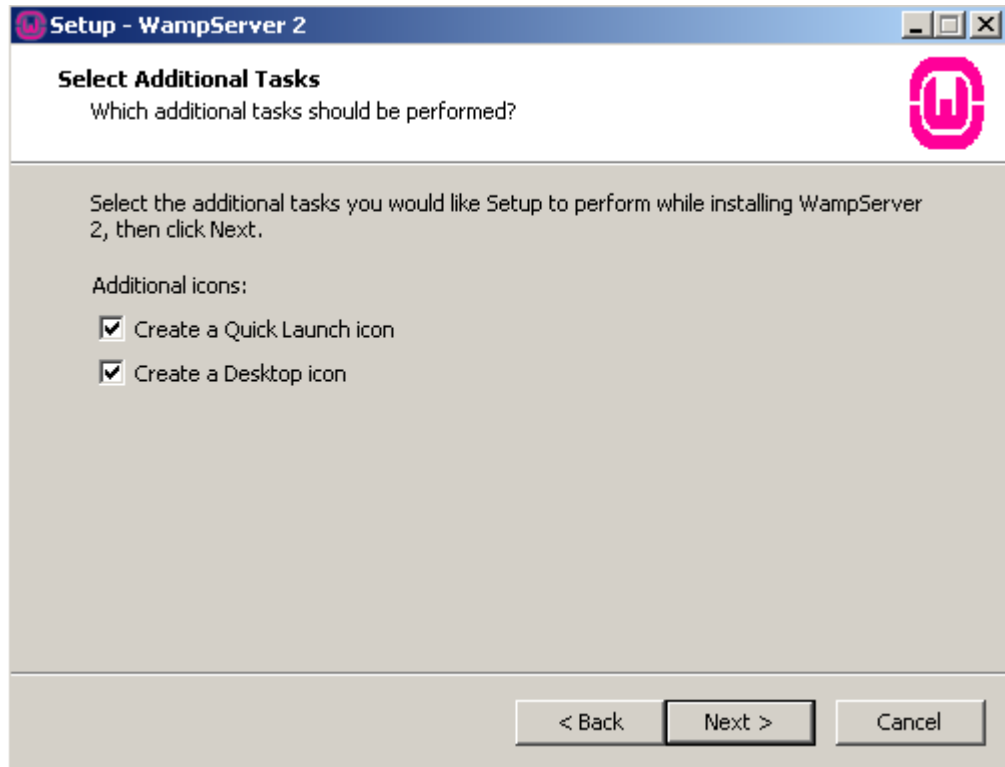 Setup - WampServer 2
Select Additional Tasks
Which additional tasks should be performed?
Select the additional tasks you would like Setup to perform while installing WampServer
2, then click Next.
Additional icons:
Create a Quick Launch icon
Create a Desktop icon
< Back
Next >
Cancel